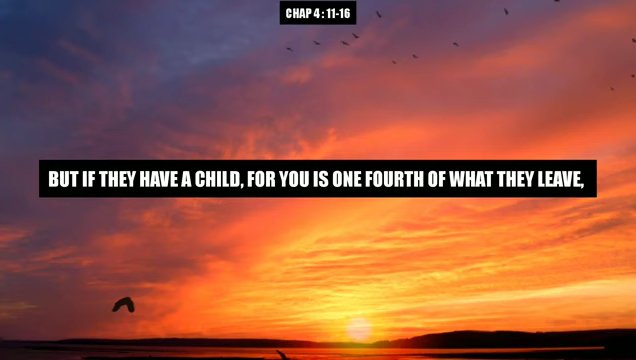 CHAP 4 : 11-16
BUT IF THEY HAVE A CHILD, FOR YOU IS ONE FOURTH OF WHAT THEY LEAVE,